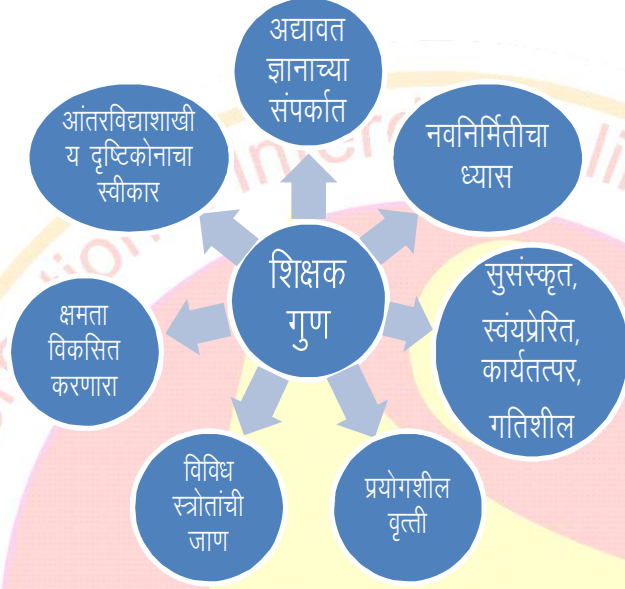 अद्यावत
ज्ञानाच्या
संपर्कात
नवनिर्मितीचा
ध्यास
सुसंस्कृत,
स्वंयप्रेरित,
कार्यतत्पर,
गतिशील
प्रयोगशील
वृत्ती
विविध
स्त्रोतांची
जाण
क्षमता
विकसित
करणारा
आंतरविद्याशाखी
य दृष्टिकोनाचा
स्वीकार
शिक्षक
गुण